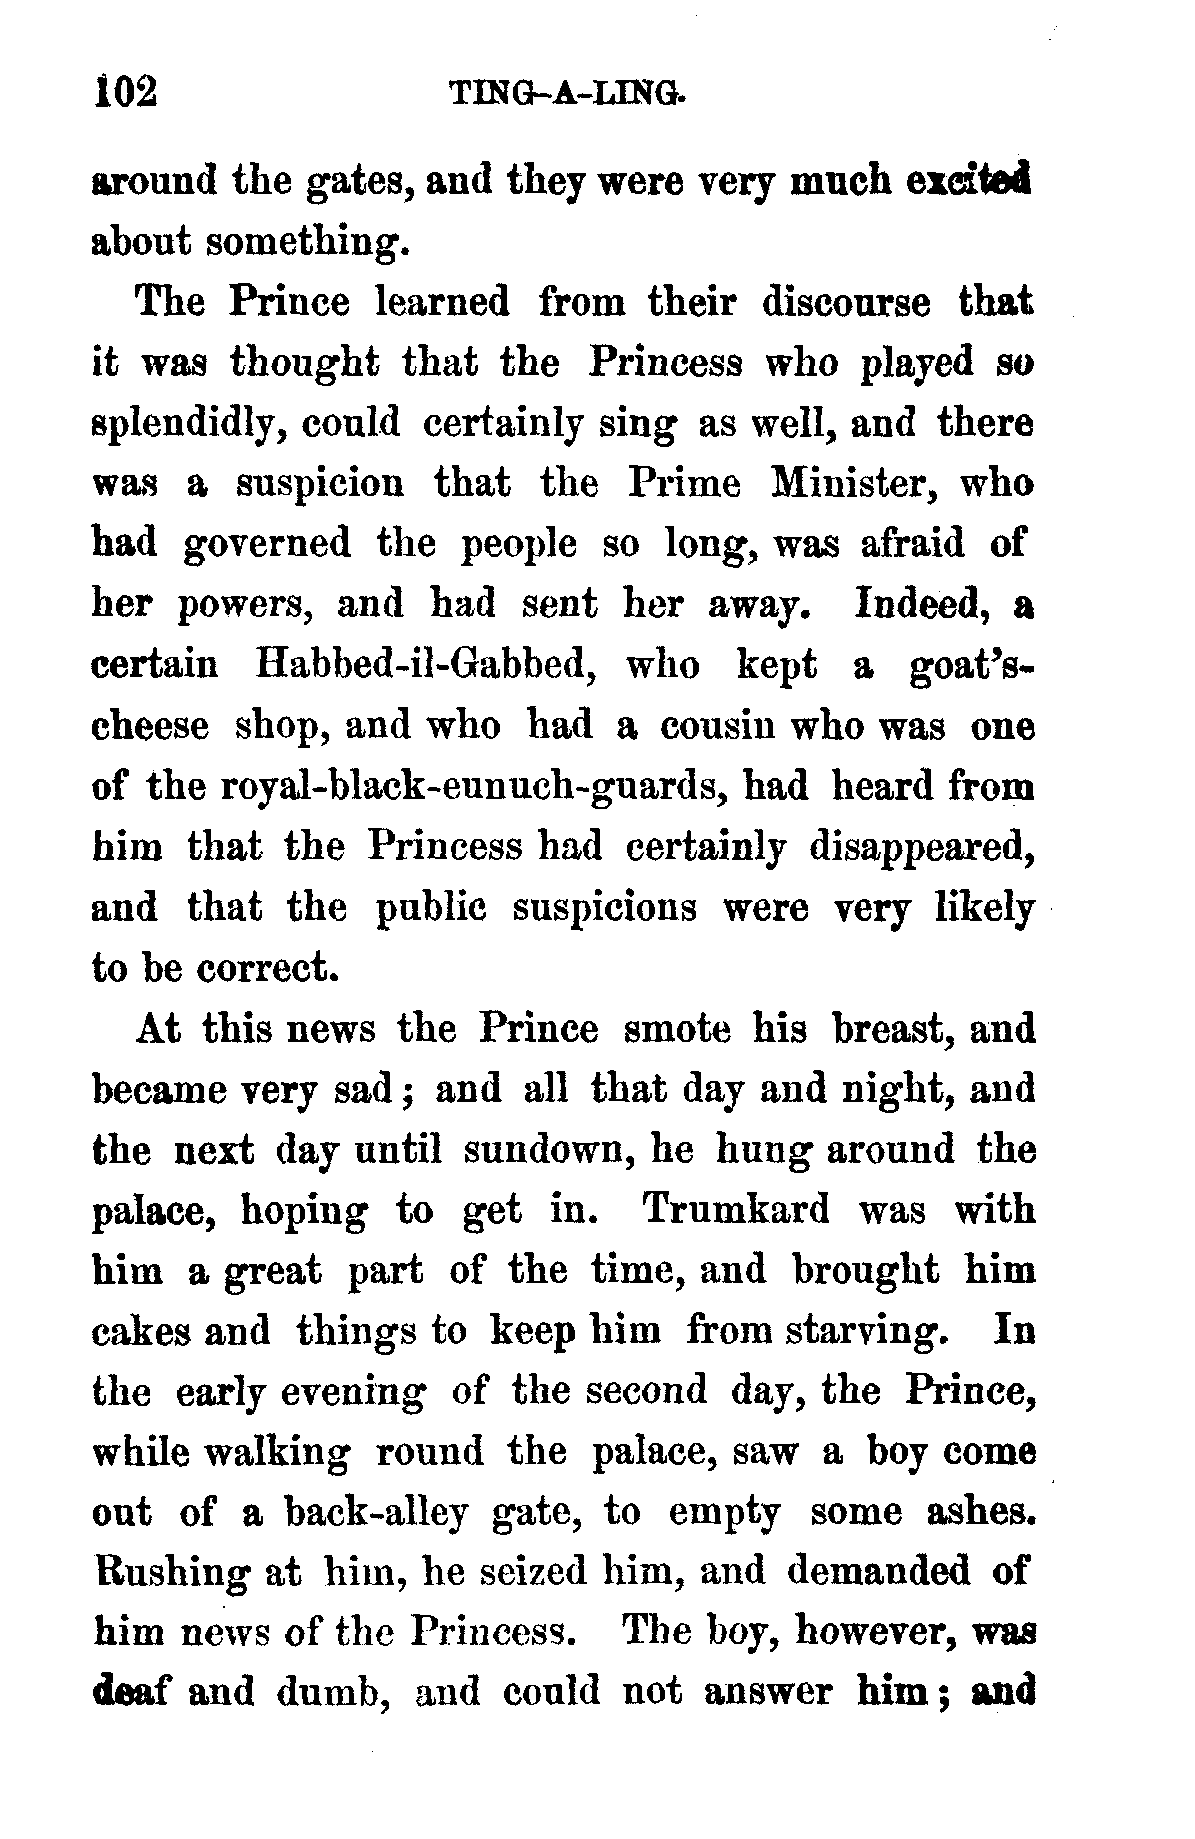 102 TING-A-LING.
around the gates, and they were very much excited
about something.
The Prince learned from their discourse that
it was thought that the Princess who played so
splendidly, could certainly sing as well, and there
was a suspicion that the Prime Minister, who
had governed the people so long, was afraid of
her powers, and had sent her away. Indeed, a
certain Habbed-il-Gabbed, who kept a goat's-
cheese shop, and who had a cousin who was one
of the royal-black-eunuch-guards, had heard from
him that the Princess had certainly disappeared,
and that the public suspicions were very likely
to be correct.
At this news the Prince smote his breast, and
became very sad; and all that day and night, and
the next day until sundown, he hung around the
palace, hoping to get in. Trumkard was with
him a great part of the time, and brought him
cakes and things to keep him from starving. In
the early evening of the second day, the Prince,
while walking round the palace, saw a boy come
out of a back-alley gate, to empty some ashes.
Rushing at him, he seized him, and demanded of
him news of the Princess. The boy, however, was
deaf and dumb, and could not answer him; and